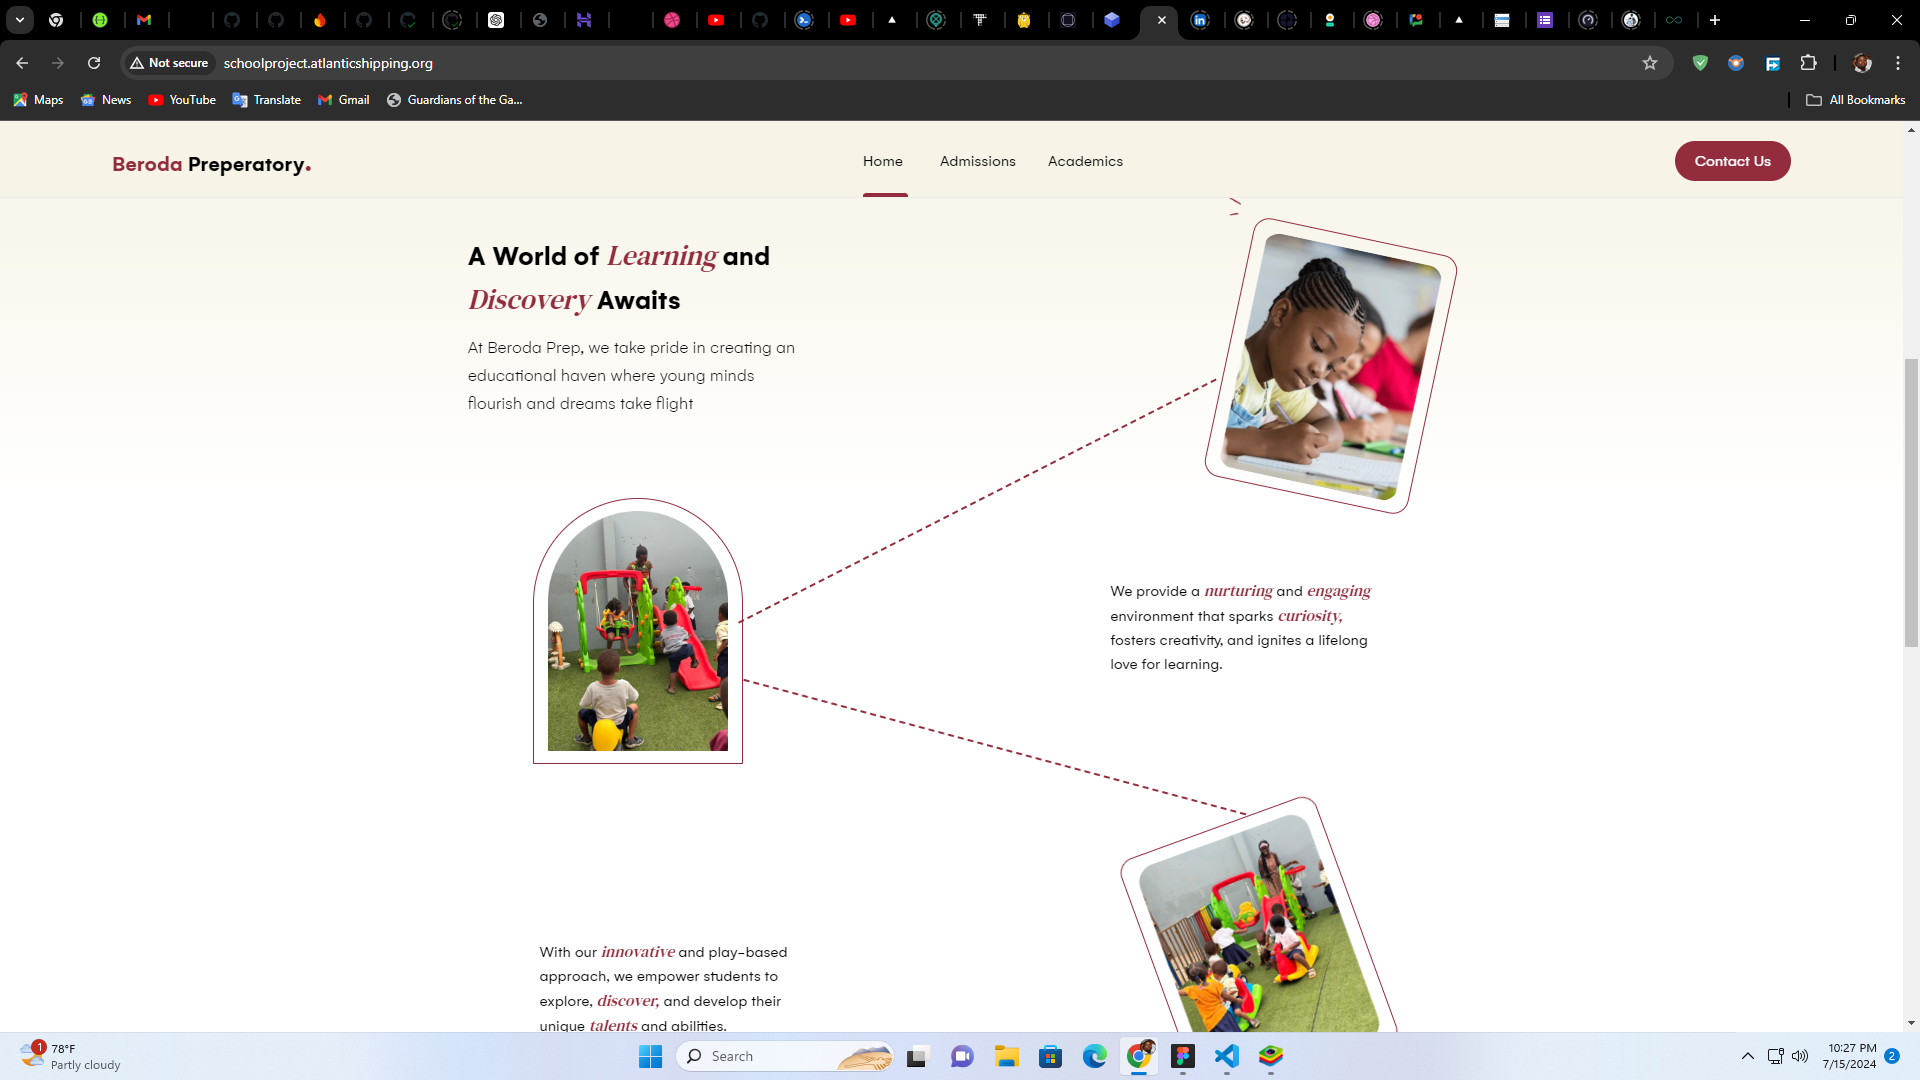 Not secure
schoolproject.atlanticshipping.org
Maps
News
YouTube
Translate
Gmail
Guardians of the Ga...
All Bookmarks
Beroda Preperatory.
Home
Admissions
Academics
Contact Us
A World of Learning and
Discovery Awaits
At Beroda Prep, we take pride in creating an
educational haven where young minds
flourish and dreams take flight
We provide a nurturing and engaging
environment that sparks curiosity,
fosters creativity, and ignites a lifelong
love for learning.
With our innovative and play-based
approach, we empower students to
explore, discover, and develop their
unique talents and abilities.
1
78°F
Partly cloudy
Search
10:27 PM
7/15/2024
2